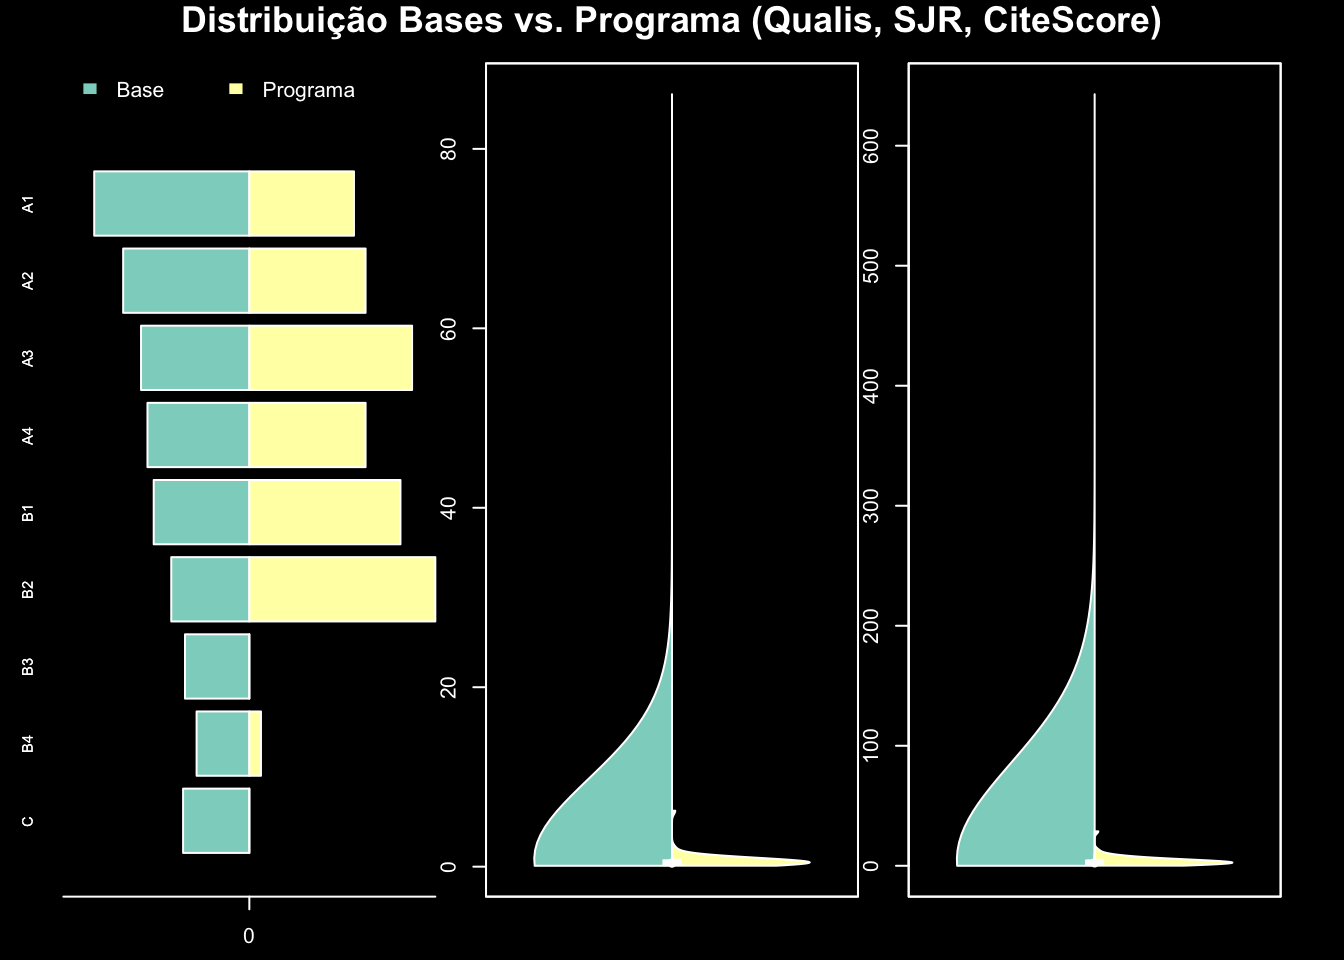 Distribuição Bases vs. Programa (Qualis, SJR, CiteScore)
Base Programa
A1
A2
A3
A4
B1
B2
B3
B4
C
0
80
60
40
20
0
600
500
400
300
200
100
0